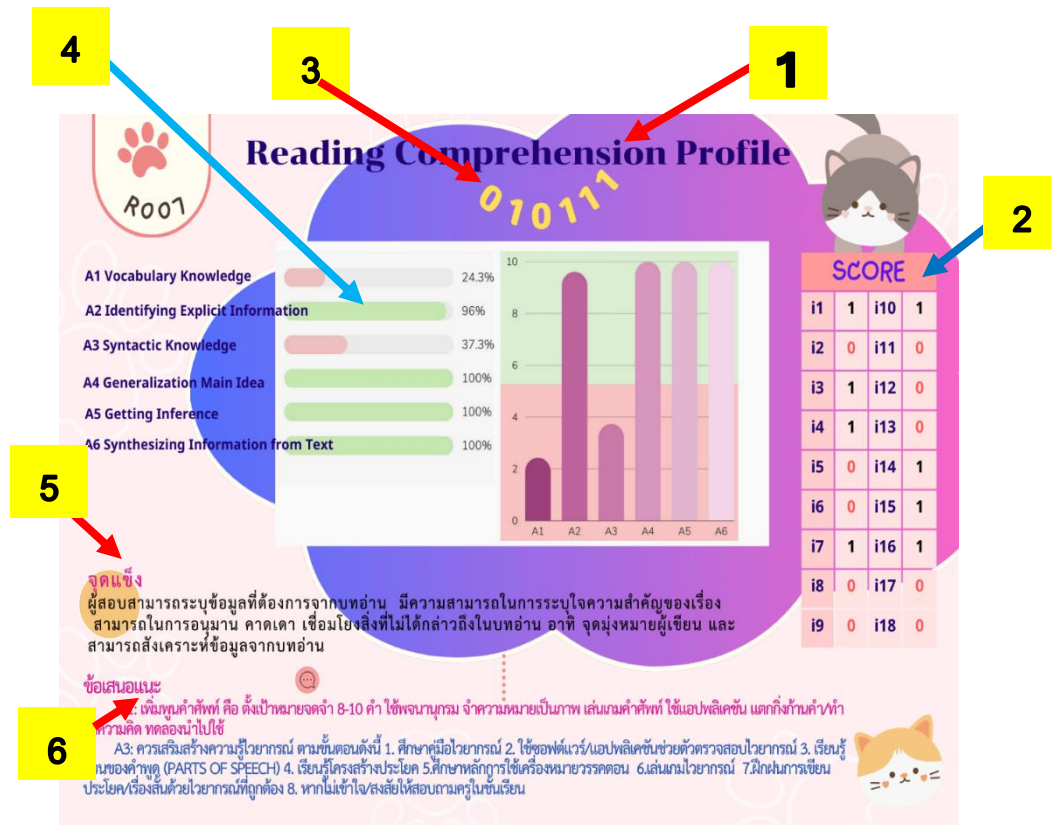 4
3
1
Reading Comprehension Profile
R007
010111
2
A1 Vocabulary Knowledge 24.3%
A2 Identifying Explicit Information 96%
A3 Syntactic Knowledge 37.3%
A4 Generalization Main Idea 100%
A5 Getting Inference 100%
A6 Synthesizing Information from Text 100%
10
8
6
4
2
0
A1 A2 A3 A4 A5 A6
SCORE
i1 1 i10 1
i2 0 i11 0
i3 1 i12 0
i4 1 i13 0
i5 0 i14 1
i6 0 i15 1
i7 1 i16 1
i8 0 i17 0
i9 0 i18 0
5
จุดแข็ง
ผู้สอบสามารถระบุข้อมูลที่ต้องการจากบทอ่าน มีความสามารถในการระบุใจความสำคัญของเรื่อง
สามารถในการอนุมาน คาดเดา เชื่อมโยงสิ่งที่ไม่ได้กล่าวถึงในบทอ่าน อาทิ จุดมุ่งหมายผู้เขียน และ
สามารถสังเคราะห์ข้อมูลจากบทอ่าน
ข้อเสนอแนะ
6
: เพิ่มพูนคำศัพท์ คือ ตั้งเป้าหมายจดจำ 8-10 คำ ใช้พจนานุกรม จำความหมายเป็นภาพ เล่นเกมคำศัพท์ ใช้แอปพลิเคชัน แตกกิ่งก้านคำ/ทำ
ความคิด ทดลองนำไปใช้
A3: ควรเสริมสร้างความรู้ไวยากรณ์ ตามขั้นตอนดังนี้ 1. ศึกษาคู่มือไวยากรณ์ 2. ใช้ซอฟต์แวร์/แอปพลิเคชันช่วยตัวตรวจสอบไวยากรณ์ 3. เรียนรู้
ของคำพูด (PARTS OF SPEECH) 4. เรียนรู้โครงสร้างประโยค 5.ศึกษาหลักการใช้เครื่องหมายวรรคตอน 6.เล่นเกมไวยากรณ์ 7.ฝึกฝนการเขียน
ประโยค/เรื่องสั้นด้วยไวยากรณ์ที่ถูกต้อง 8. หากไม่เข้าใจ/สงสัยให้สอบถามครูในชั้นเรียน